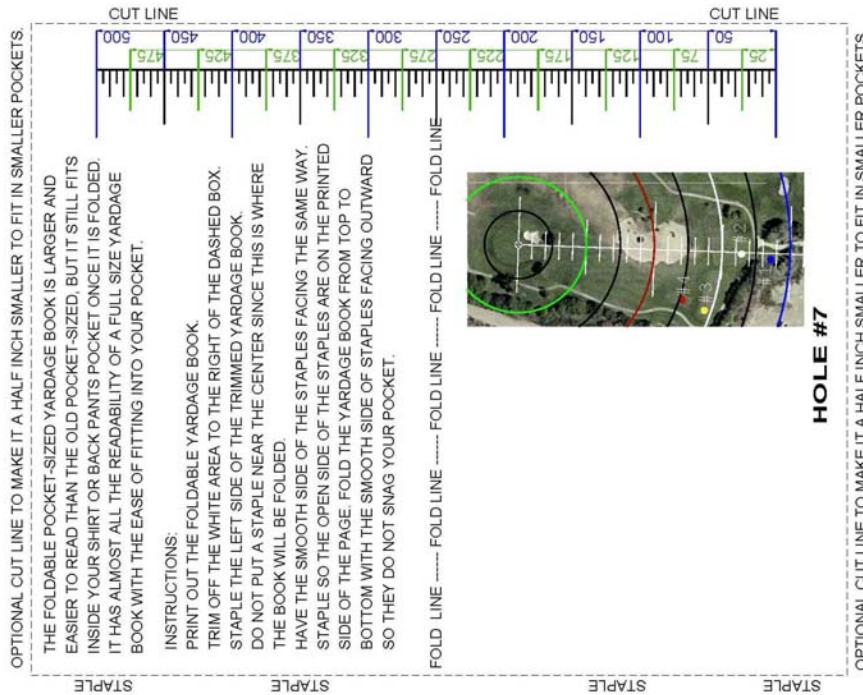 OPTIONAL CUT LINE TO MAKE IT A HALF INCH SMALLER TO FIT IN SMALLER POCKETS.
THE FOLDABLE POCKET-SIZED YARDAGE BOOK IS LARGER AND
EASIER TO READ THAN THE OLD POCKET-SIZED, BUT IT STILL FITS
INSIDE YOUR SHIRT OR BACK PANTS POCKET ONCE IT IS FOLDED.
IT HAS ALMOST ALL THE READABILITY OF A FULL SIZE YARDAGE
BOOK WITH THE EASE OF FITTING INTO YOUR POCKET.
INSTRUCTIONS:
PRINT OUT THE FOLDABLE YARDAGE BOOK.
TRIM OFF THE WHITE AREA TO THE RIGHT OF THE DASHED BOX.
STAPLE THE LEFT SIDE OF THE TRIMMED YARDAGE BOOK.
DO NOT PUT A STAPLE NEAR THE CENTER SINCE THIS IS WHERE
THE BOOK WILL BE FOLDED.
HAVE THE SMOOTH SIDE OF THE STAPLES FACING THE SAME WAY.
STAPLE SO THE OPEN SIDE OF THE STAPLES ARE ON THE PRINTED
SIDE OF THE PAGE. FOLD THE YARDAGE BOOK FROM TOP TO
BOTTOM WITH THE SMOOTH SIDE OF STAPLES FACING OUTWARD
SO THEY DO NOT SNAG YOUR POCKET.
FOLD LINE ------- FOLD LINE ------- FOLD LINE ------- FOLD LINE ------- FOLD LINE
#4
#3
#2
#1
HOLE #7
OPTIONAL CUT LINE TO MAKE IT A HALF INCH SMALLER TO FIT IN SMALLER POCKETS.
CUT LINE
CUT LINE
500
475
450
425
400
375
350
325
300
275
250
225
200
175
150
125
100
75
50
25
STAPLE
STAPLE
STAPLE
STAPLE